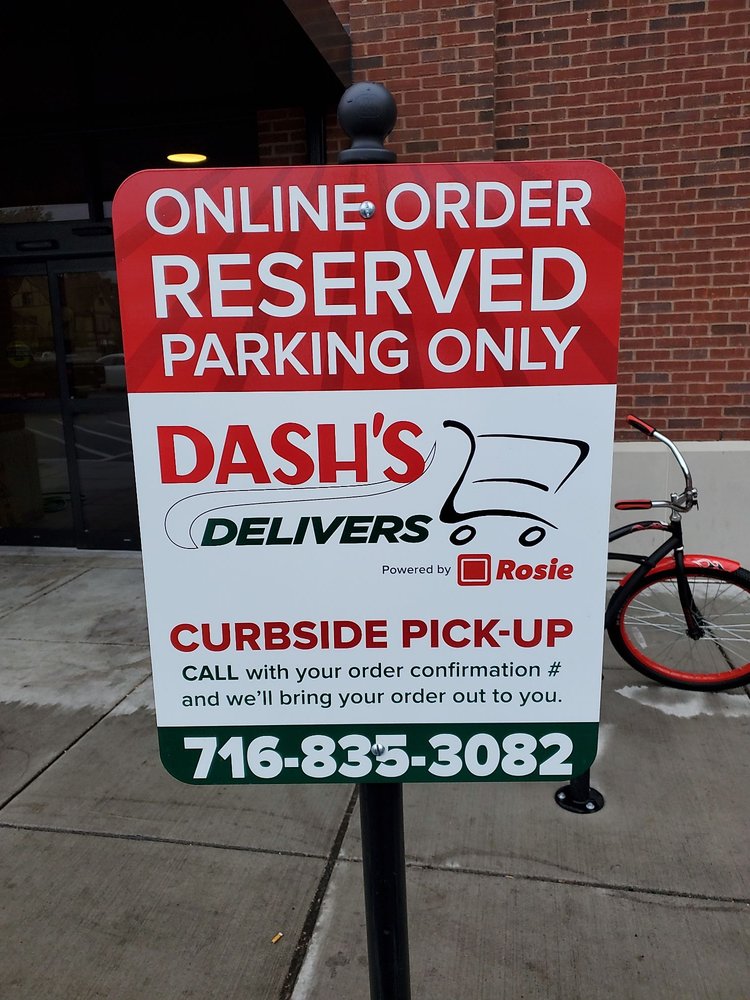 ONLINE ORDER
RESERVED
PARKING ONLY
DASH'S
DELIVERS
Powered by Rosie
CURBSIDE PICK-UP
CALL with your order confirmation #
and we'll bring your order out to you.
716-835-3082